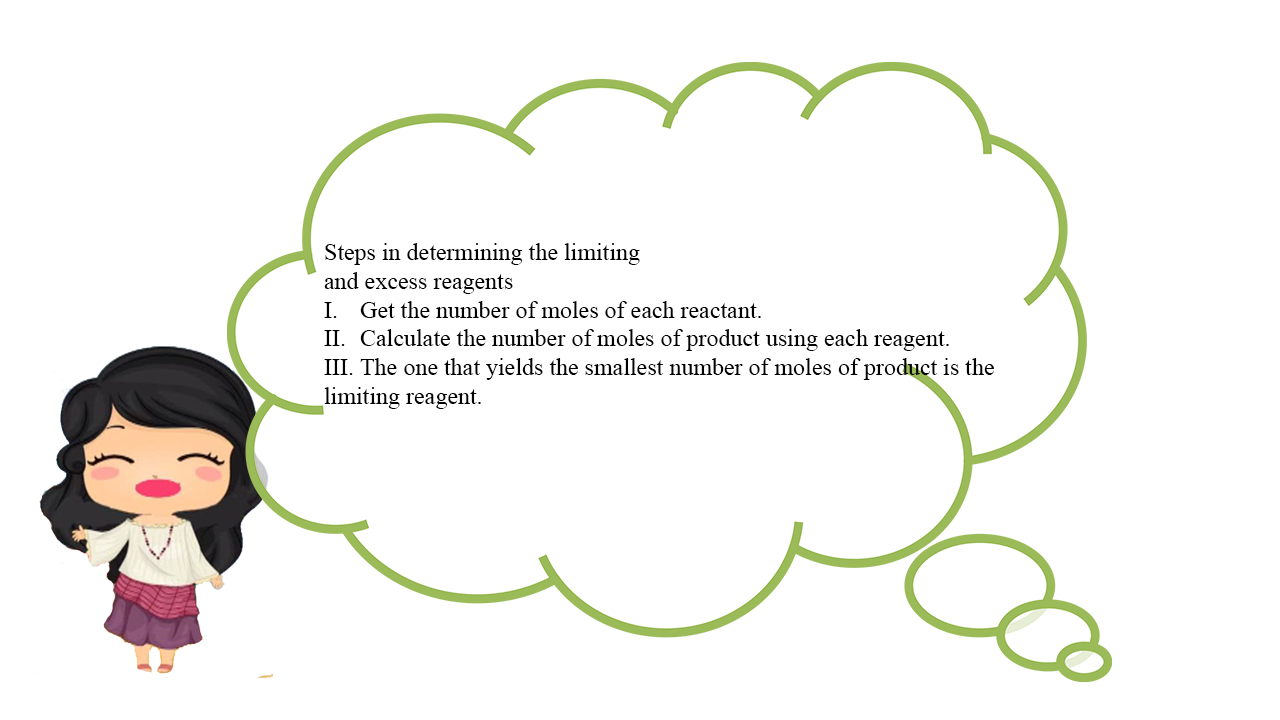 Steps in determining the limiting
and excess reagents
I. Get the number of moles of each reactant.
II. Calculate the number of moles of product using each reagent.
III. The one that yields the smallest number of moles of product is the
limiting reagent.